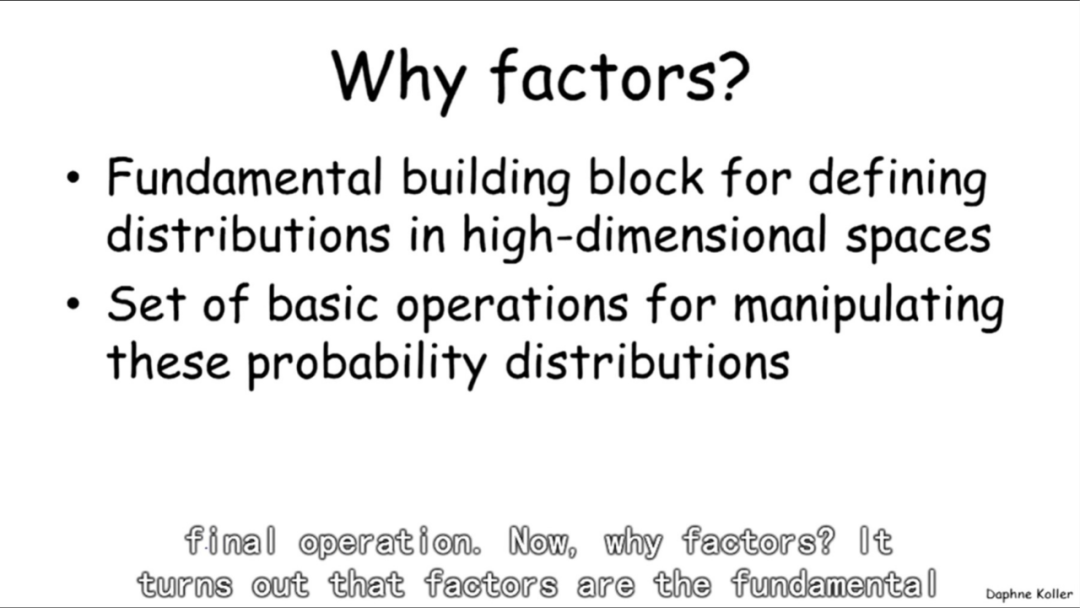 Why factors?
• Fundamental building block for defining
distributions in high-dimensional spaces
• Set of basic operations for manipulating
these probability distributions
final operation. Now, why factors? It
turns out that factors are the fundamental
Daphne Koller